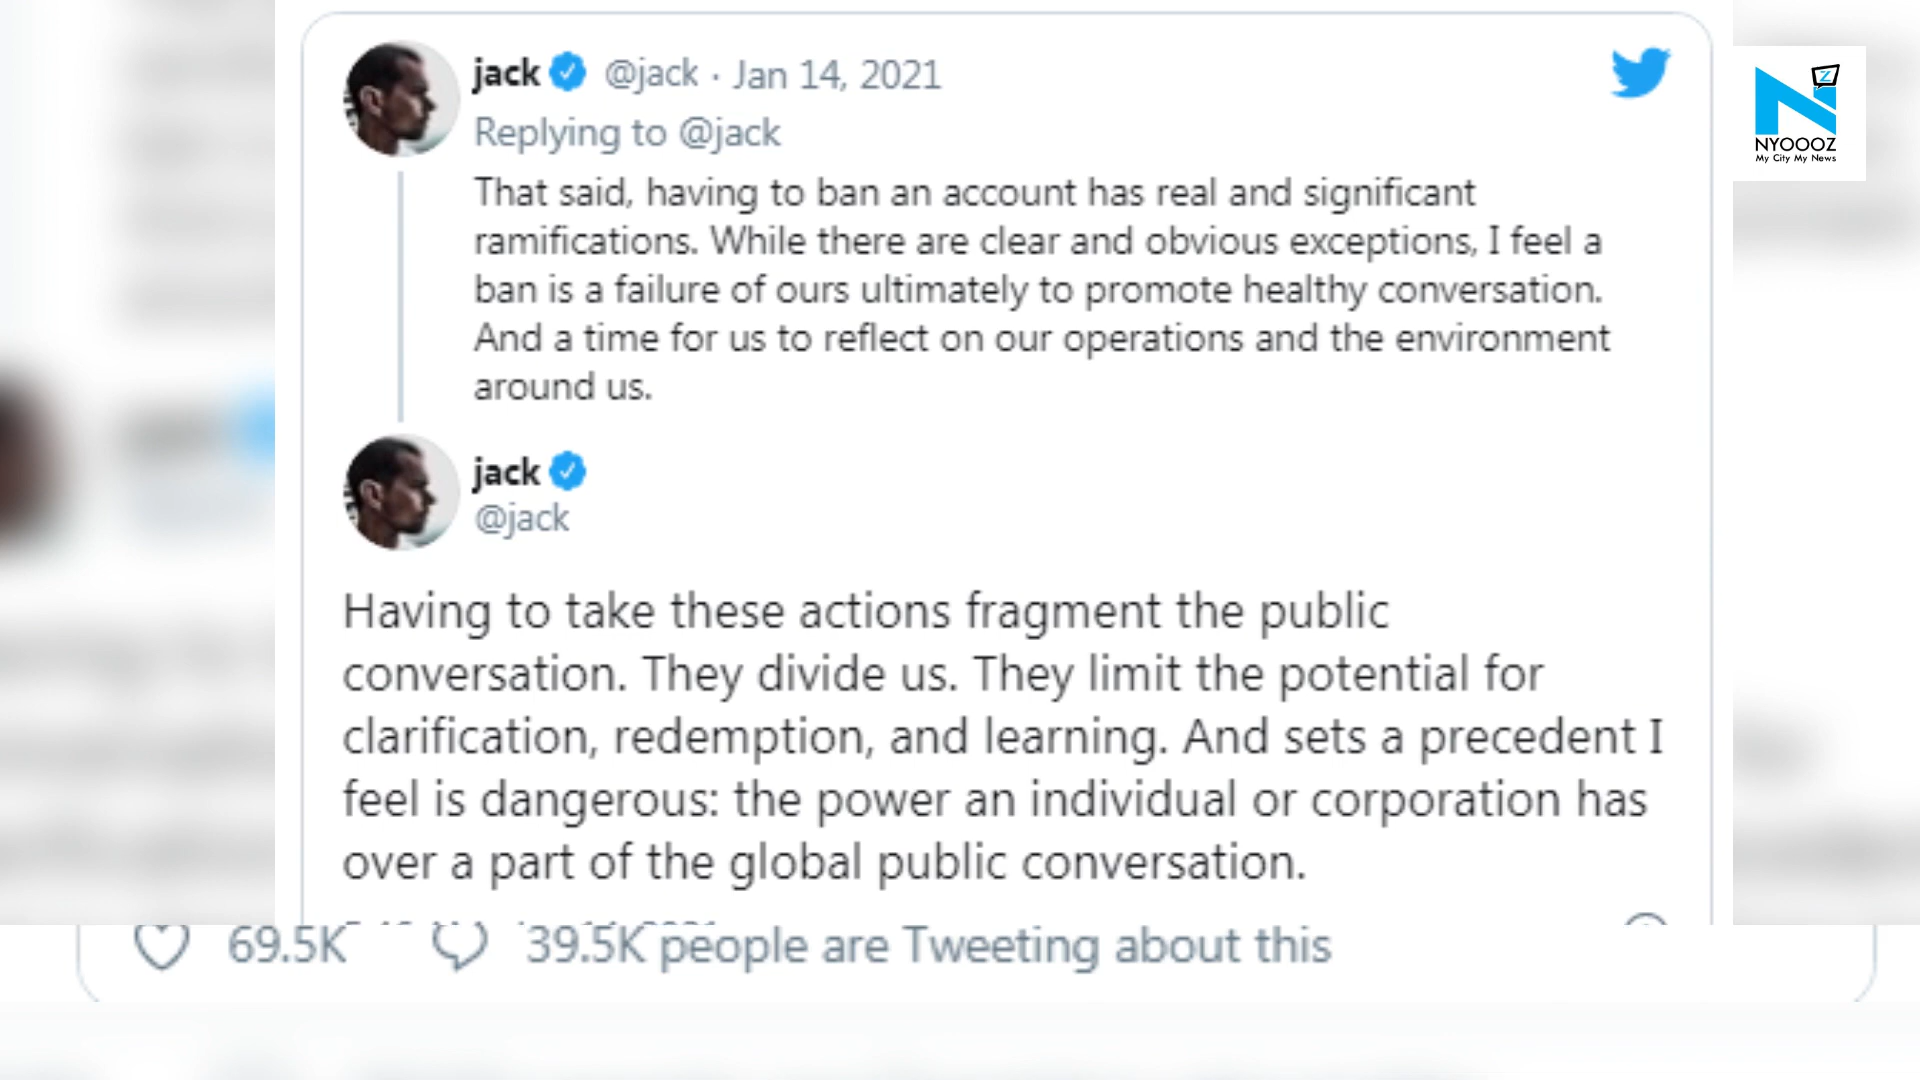 jack @jack · Jan 14, 2021
Replying to @jack
That said, having to ban an account has real and significant
ramifications. While there are clear and obvious exceptions, I feel a
ban is a failure of ours ultimately to promote healthy conversation.
And a time for us to reflect on our operations and the environment
around us.
jack
@jack
Having to take these actions fragment the public
conversation. They divide us. They limit the potential for
clarification, redemption, and learning. And sets a precedent I
feel is dangerous: the power an individual or corporation has
over a part of the global public conversation.
69.5K 39.5K people are Tweeting about this
N Z
NYOOOZ
My City My News